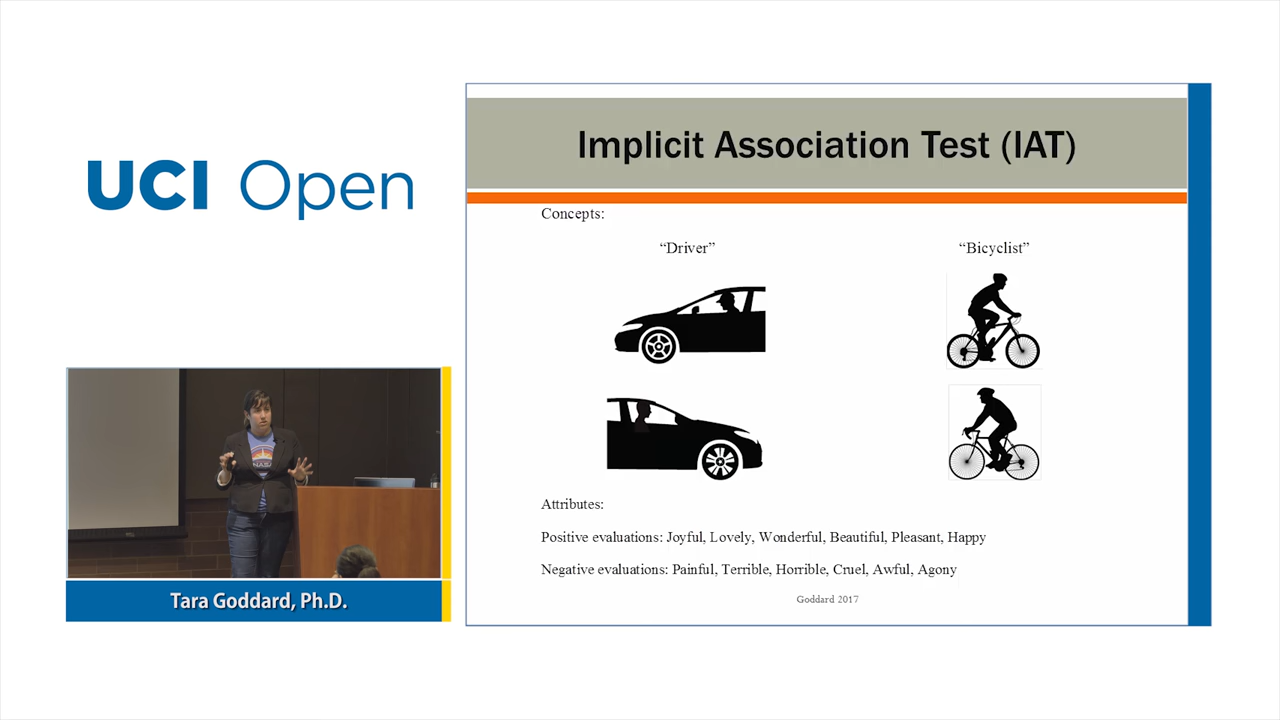 UCI Open
Tara Goddard, Ph.D.
Implicit Association Test (IAT)
Concepts:
“Driver” “Bicyclist”
Attributes:
Positive evaluations: Joyful, Lovely, Wonderful, Beautiful, Pleasant, Happy
Negative evaluations: Painful, Terrible, Horrible, Cruel, Awful, Agony
Goddard 2017
NASA